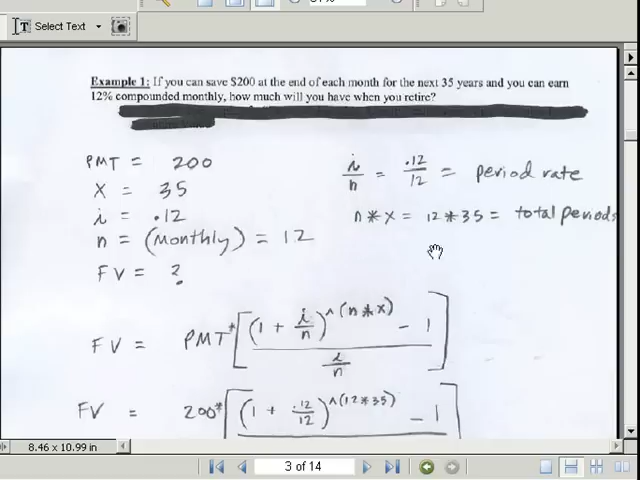 Select Text
Example 1: If you can save $200 at the end of each month for the next 35 years and you can earn
12% compounded monthly, how much will you have when you retire?
PMT = 200
X = 35
i = .12
n = (Monthly) = 12
FV = ?
i/n = .12/12 = period rate
n*x = 12*35 = total periods
FV = PMT*[(1 + i/n)^(n*x) - 1 / i/n]
FV = 200*[(1 + .12/12)^(12*35) - 1
8.46 x 10.99 in
3 of 14